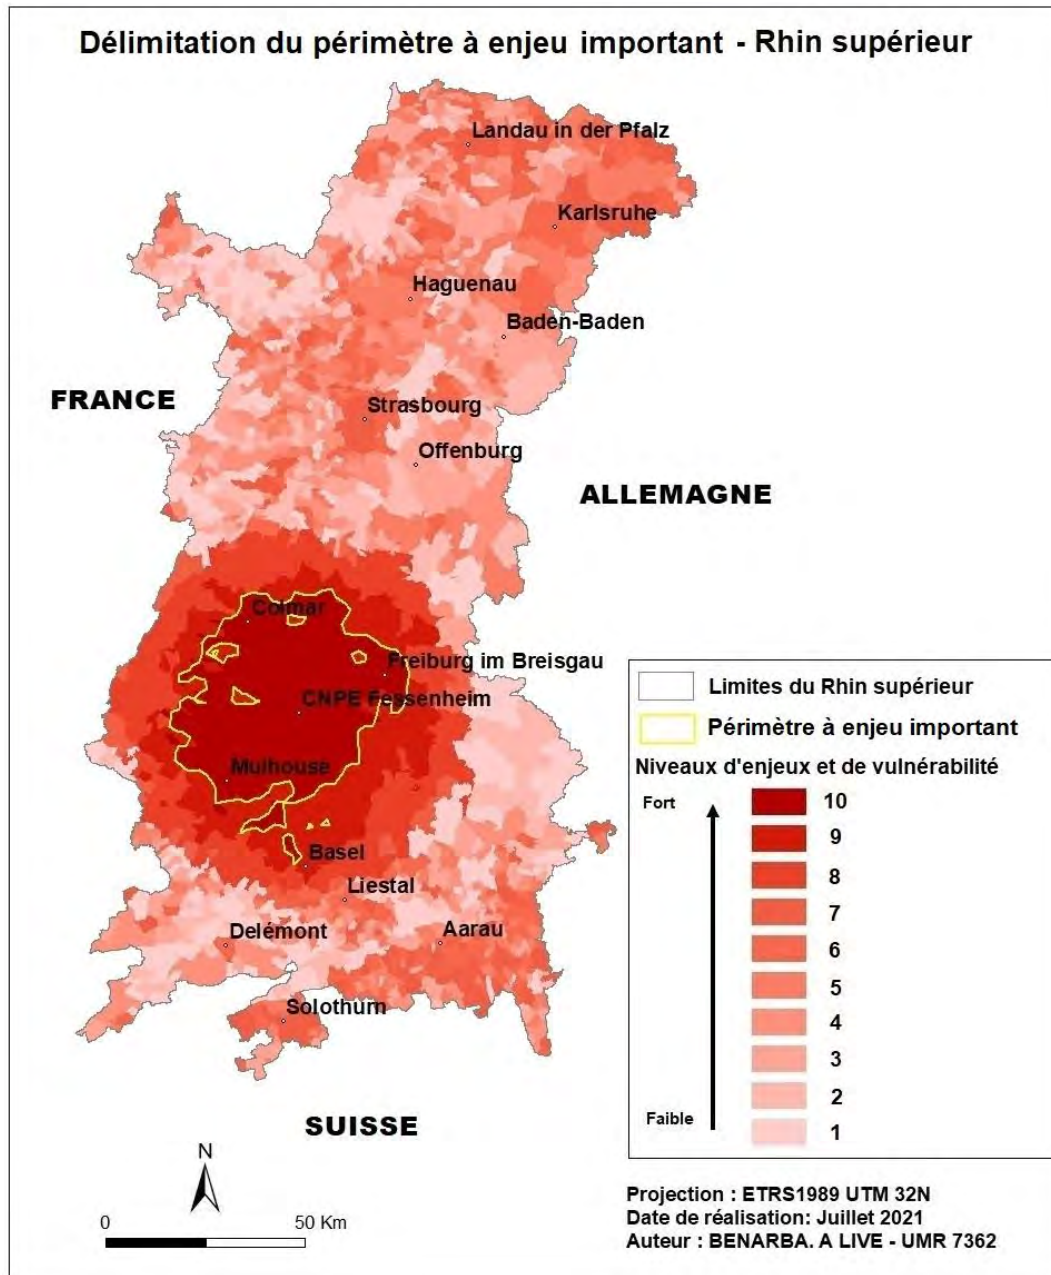 Délimitation du périmètre à enjeu important - Rhin supérieur
Landau in der Pfalz
Karlsruhe
Haguenau
Baden-Baden
FRANCE
Strasbourg
Offenburg
ALLEMAGNE
Colmar
Freiburg im Breisgau
CNPE Fessenheim
Mulhouse
Basel
Liestal
Delémont
Aarau
Solothurn
SUISSE
Limites du Rhin supérieur
Périmètre à enjeu important
Niveaux d'enjeux et de vulnérabilité
Fort
10
9
8
7
6
5
4
3
2
Faible
1
N
0 50 Km
Projection : ETRS1989 UTM 32N
Date de réalisation: Juillet 2021
Auteur : BENARBA. A LIVE - UMR 7362